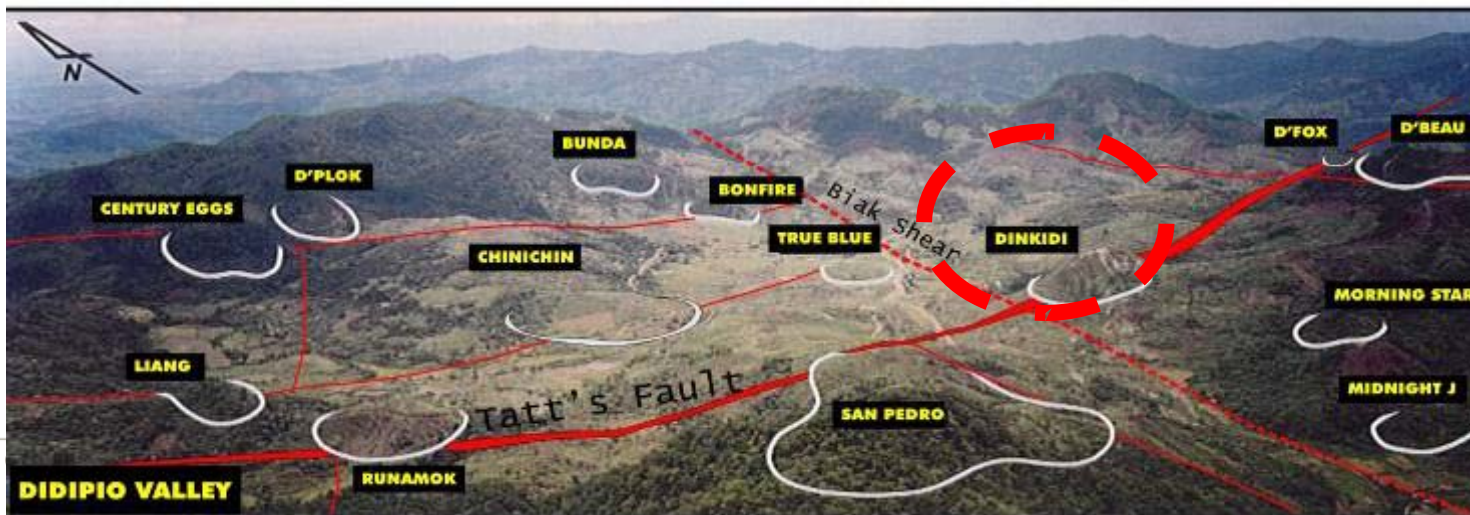 N
BUNDA
D'FOX
D'BEAU
D'PLOK
BONFIRE
CENTURY EGGS
Biak shear
TRUE BLUE
DINKIDI
CHINICHIN
MORNING STAR
LIANG
MIDNIGHT J
Tatt's Fault
SAN PEDRO
RUNAMOK
DIDIPIO VALLEY